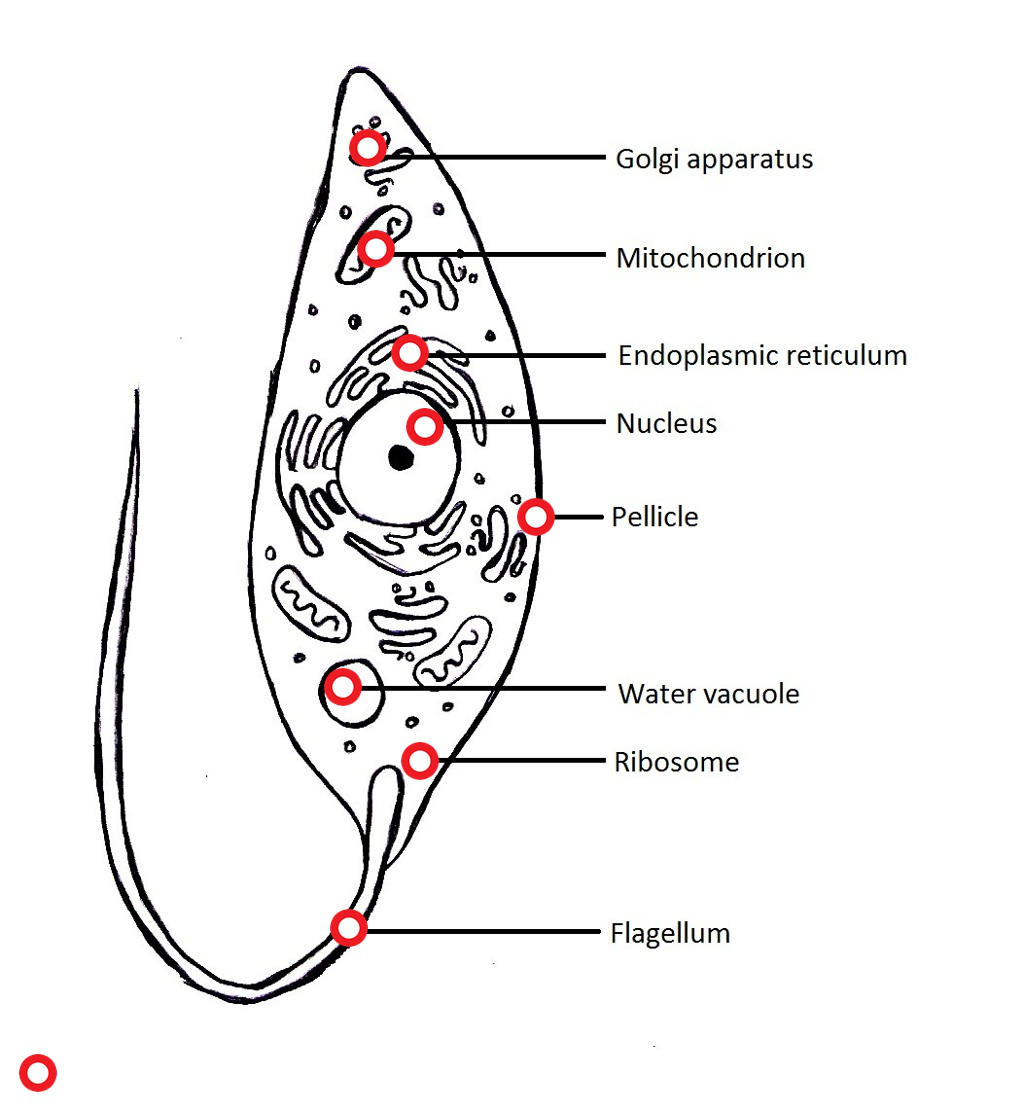 Golgi apparatus
Mitochondrion
Endoplasmic reticulum
Nucleus
Pellicle
Water vacuole
Ribosome
Flagellum